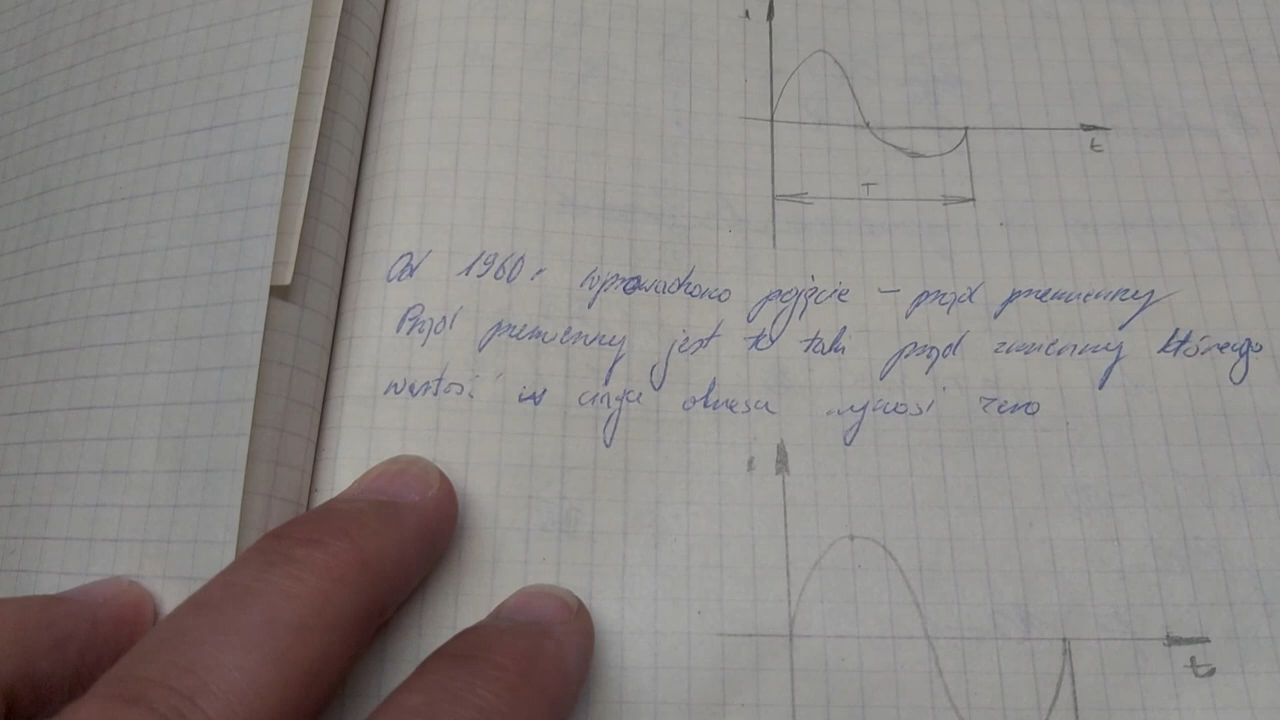 i
t
T
Od 1960r wprowadzono pojęcie - prąd przemienny
Prąd przemienny jest to taki prąd zmienny którego
wartość w ciągu okresu wynosi zero
i
t